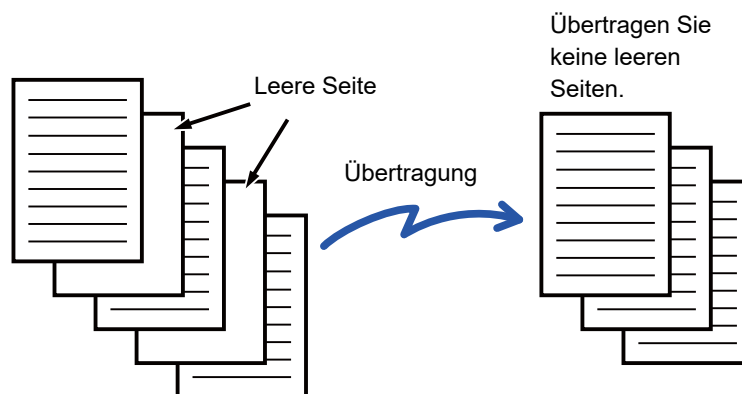 Übertragen Sie
keine leeren
Seiten.
Leere Seite
Übertragung